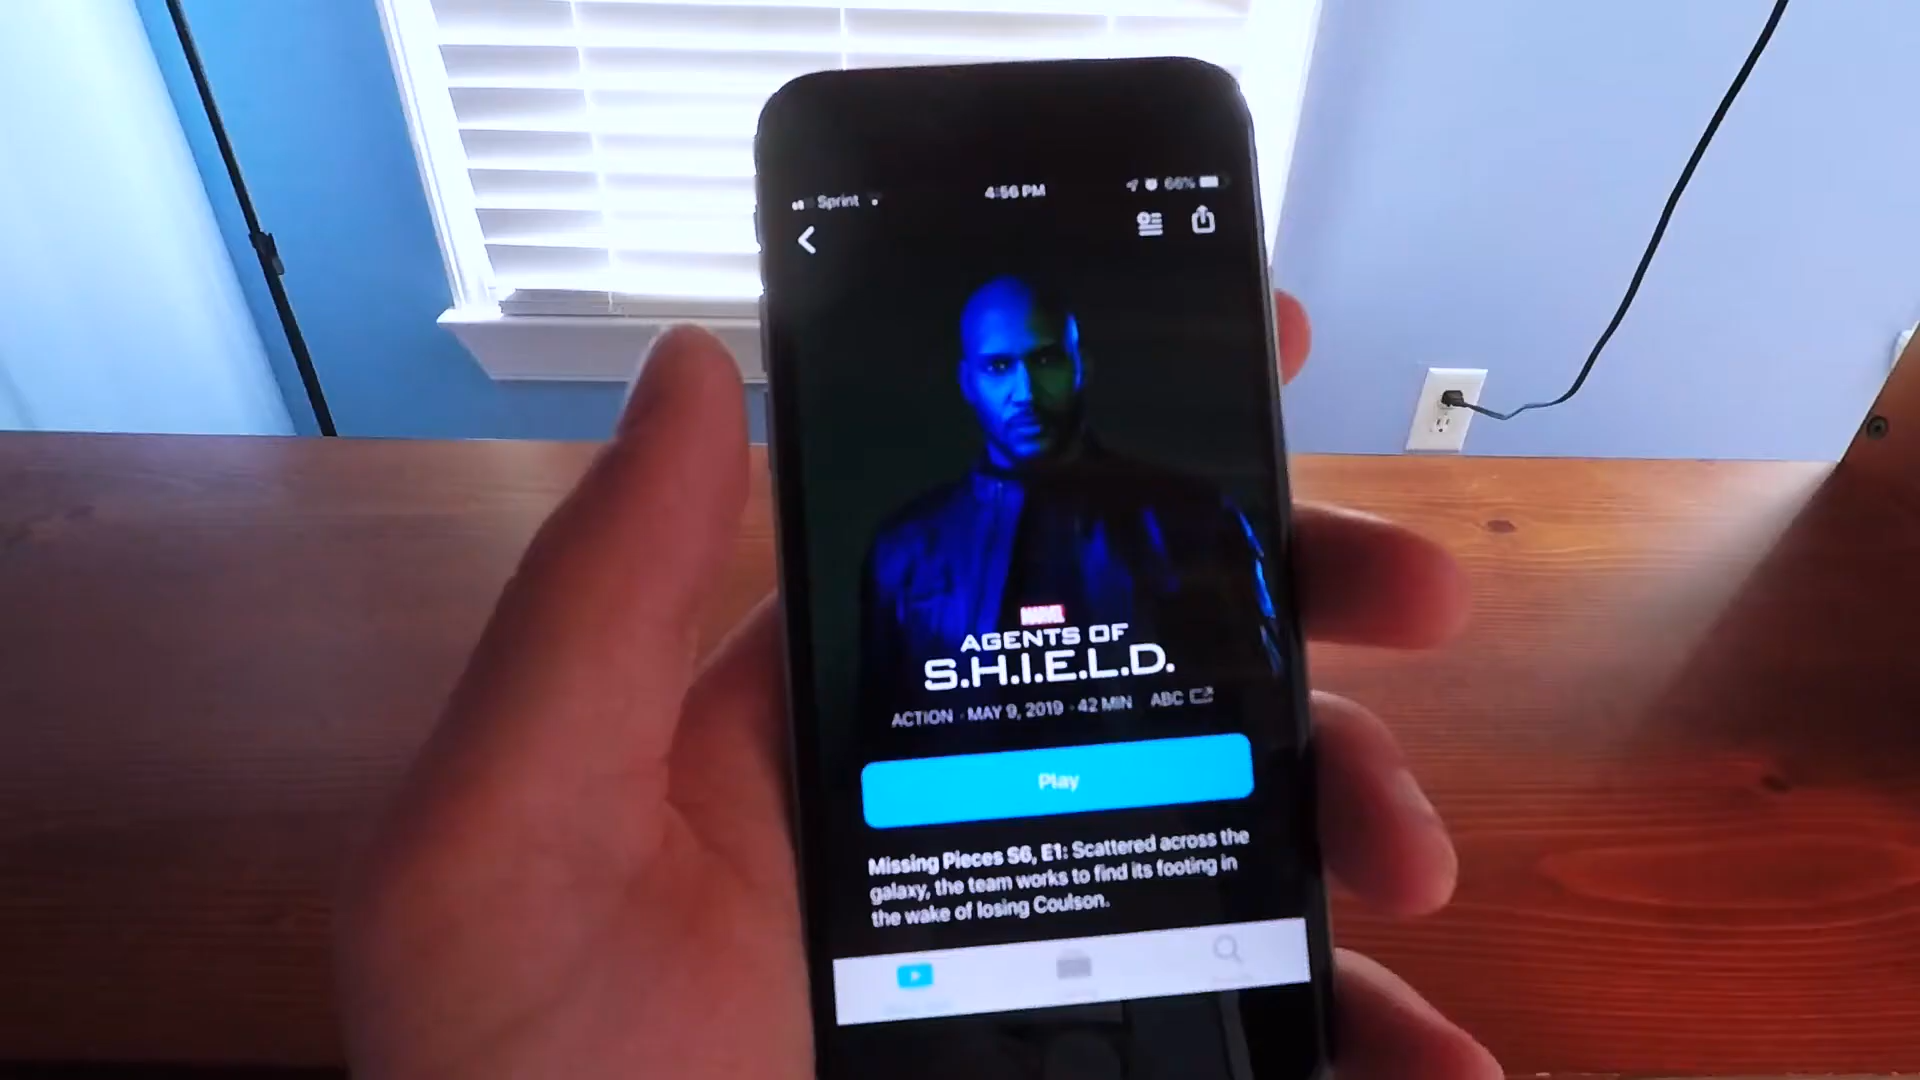 Sprint
4:56 PM
66%
MARVEL
AGENTS OF
S.H.I.E.L.D.
ACTION · MAY 9, 2019 · 42 MIN ABC
Play
Missing Pieces S6, E1: Scattered across the
galaxy, the team works to find its footing in
the wake of losing Coulson.